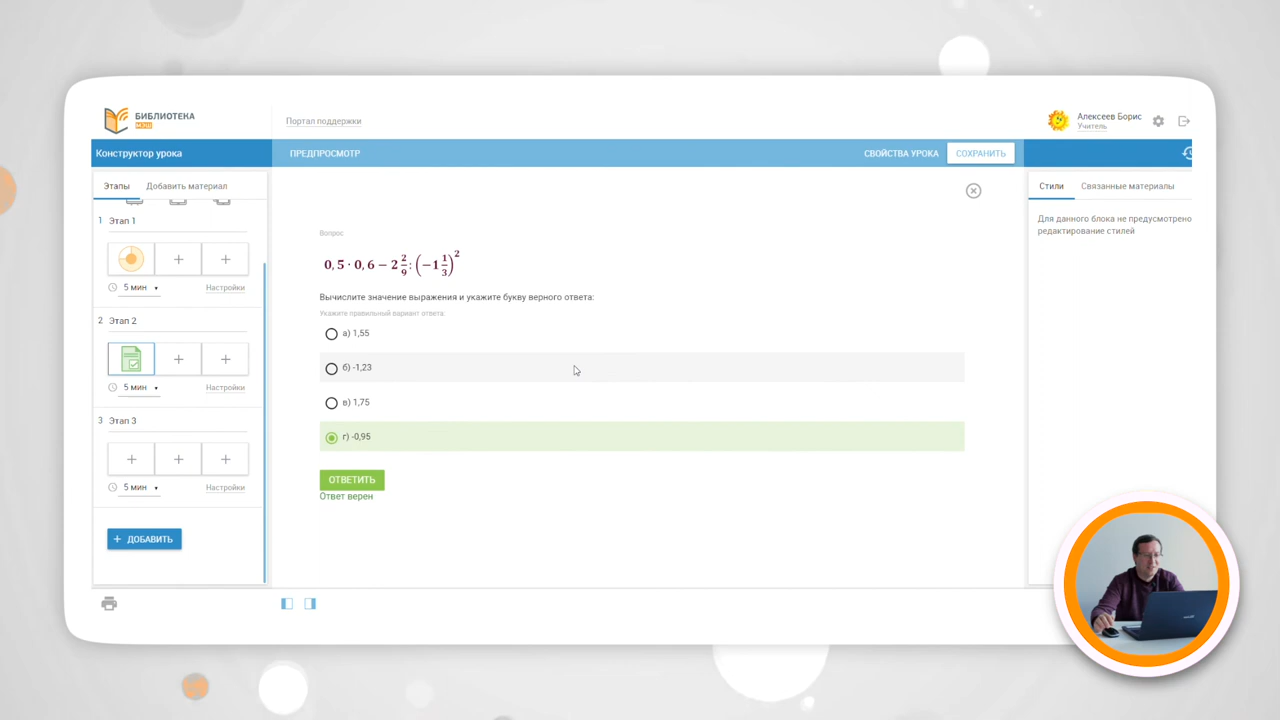 БИБЛИОТЕКА
МЭШ
Портал поддержки
Алексеев Борис
Учитель
Конструктор урока
ПРЕДПРОСМОТР
СВОЙСТВА УРОКА
СОХРАНИТЬ
Этапы
Добавить материал
1 Этап 1
5 мин
Настройки
2 Этап 2
5 мин
Настройки
3 Этап 3
5 мин
Настройки
+ ДОБАВИТЬ
Вопрос
0, 5 · 0, 6 − 2 2/9 : (−1 1/3)²
Вычислите значение выражения и укажите букву верного ответа:
Укажите правильный вариант ответа:
а) 1,55
б) -1,23
в) 1,75
г) -0,95
ОТВЕТИТЬ
Ответ верен
Стили
Связанные материалы
Для данного блока не предусмотрено
редактирование стилей